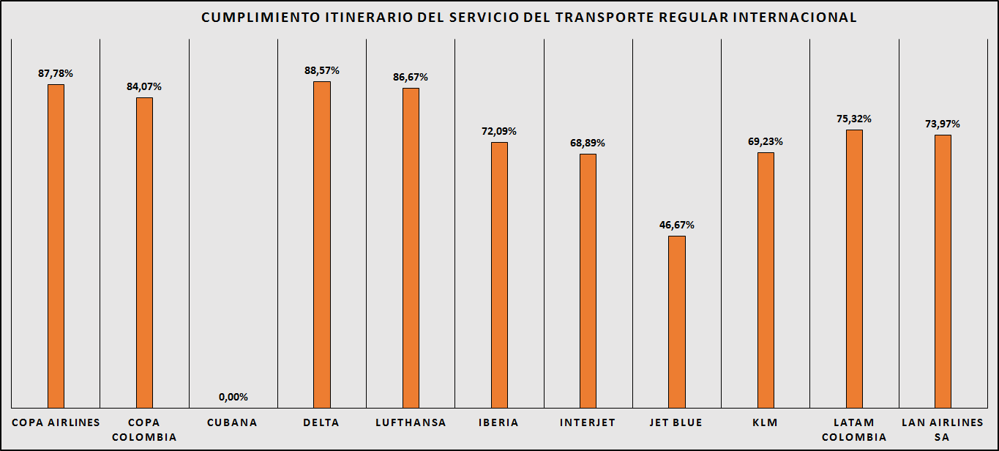 CUMPLIMIENTO ITINERARIO DEL SERVICIO DEL TRANSPORTE REGULAR INTERNACIONAL
87,78%
84,07%
0,00%
88,57%
86,67%
72,09%
68,89%
46,67%
69,23%
75,32%
73,97%
COPA AIRLINES
COPA
COLOMBIA
CUBANA
DELTA
LUFTHANSA
IBERIA
INTERJET
JET BLUE
KLM
LATAM
COLOMBIA
LAN AIRLINES
SA